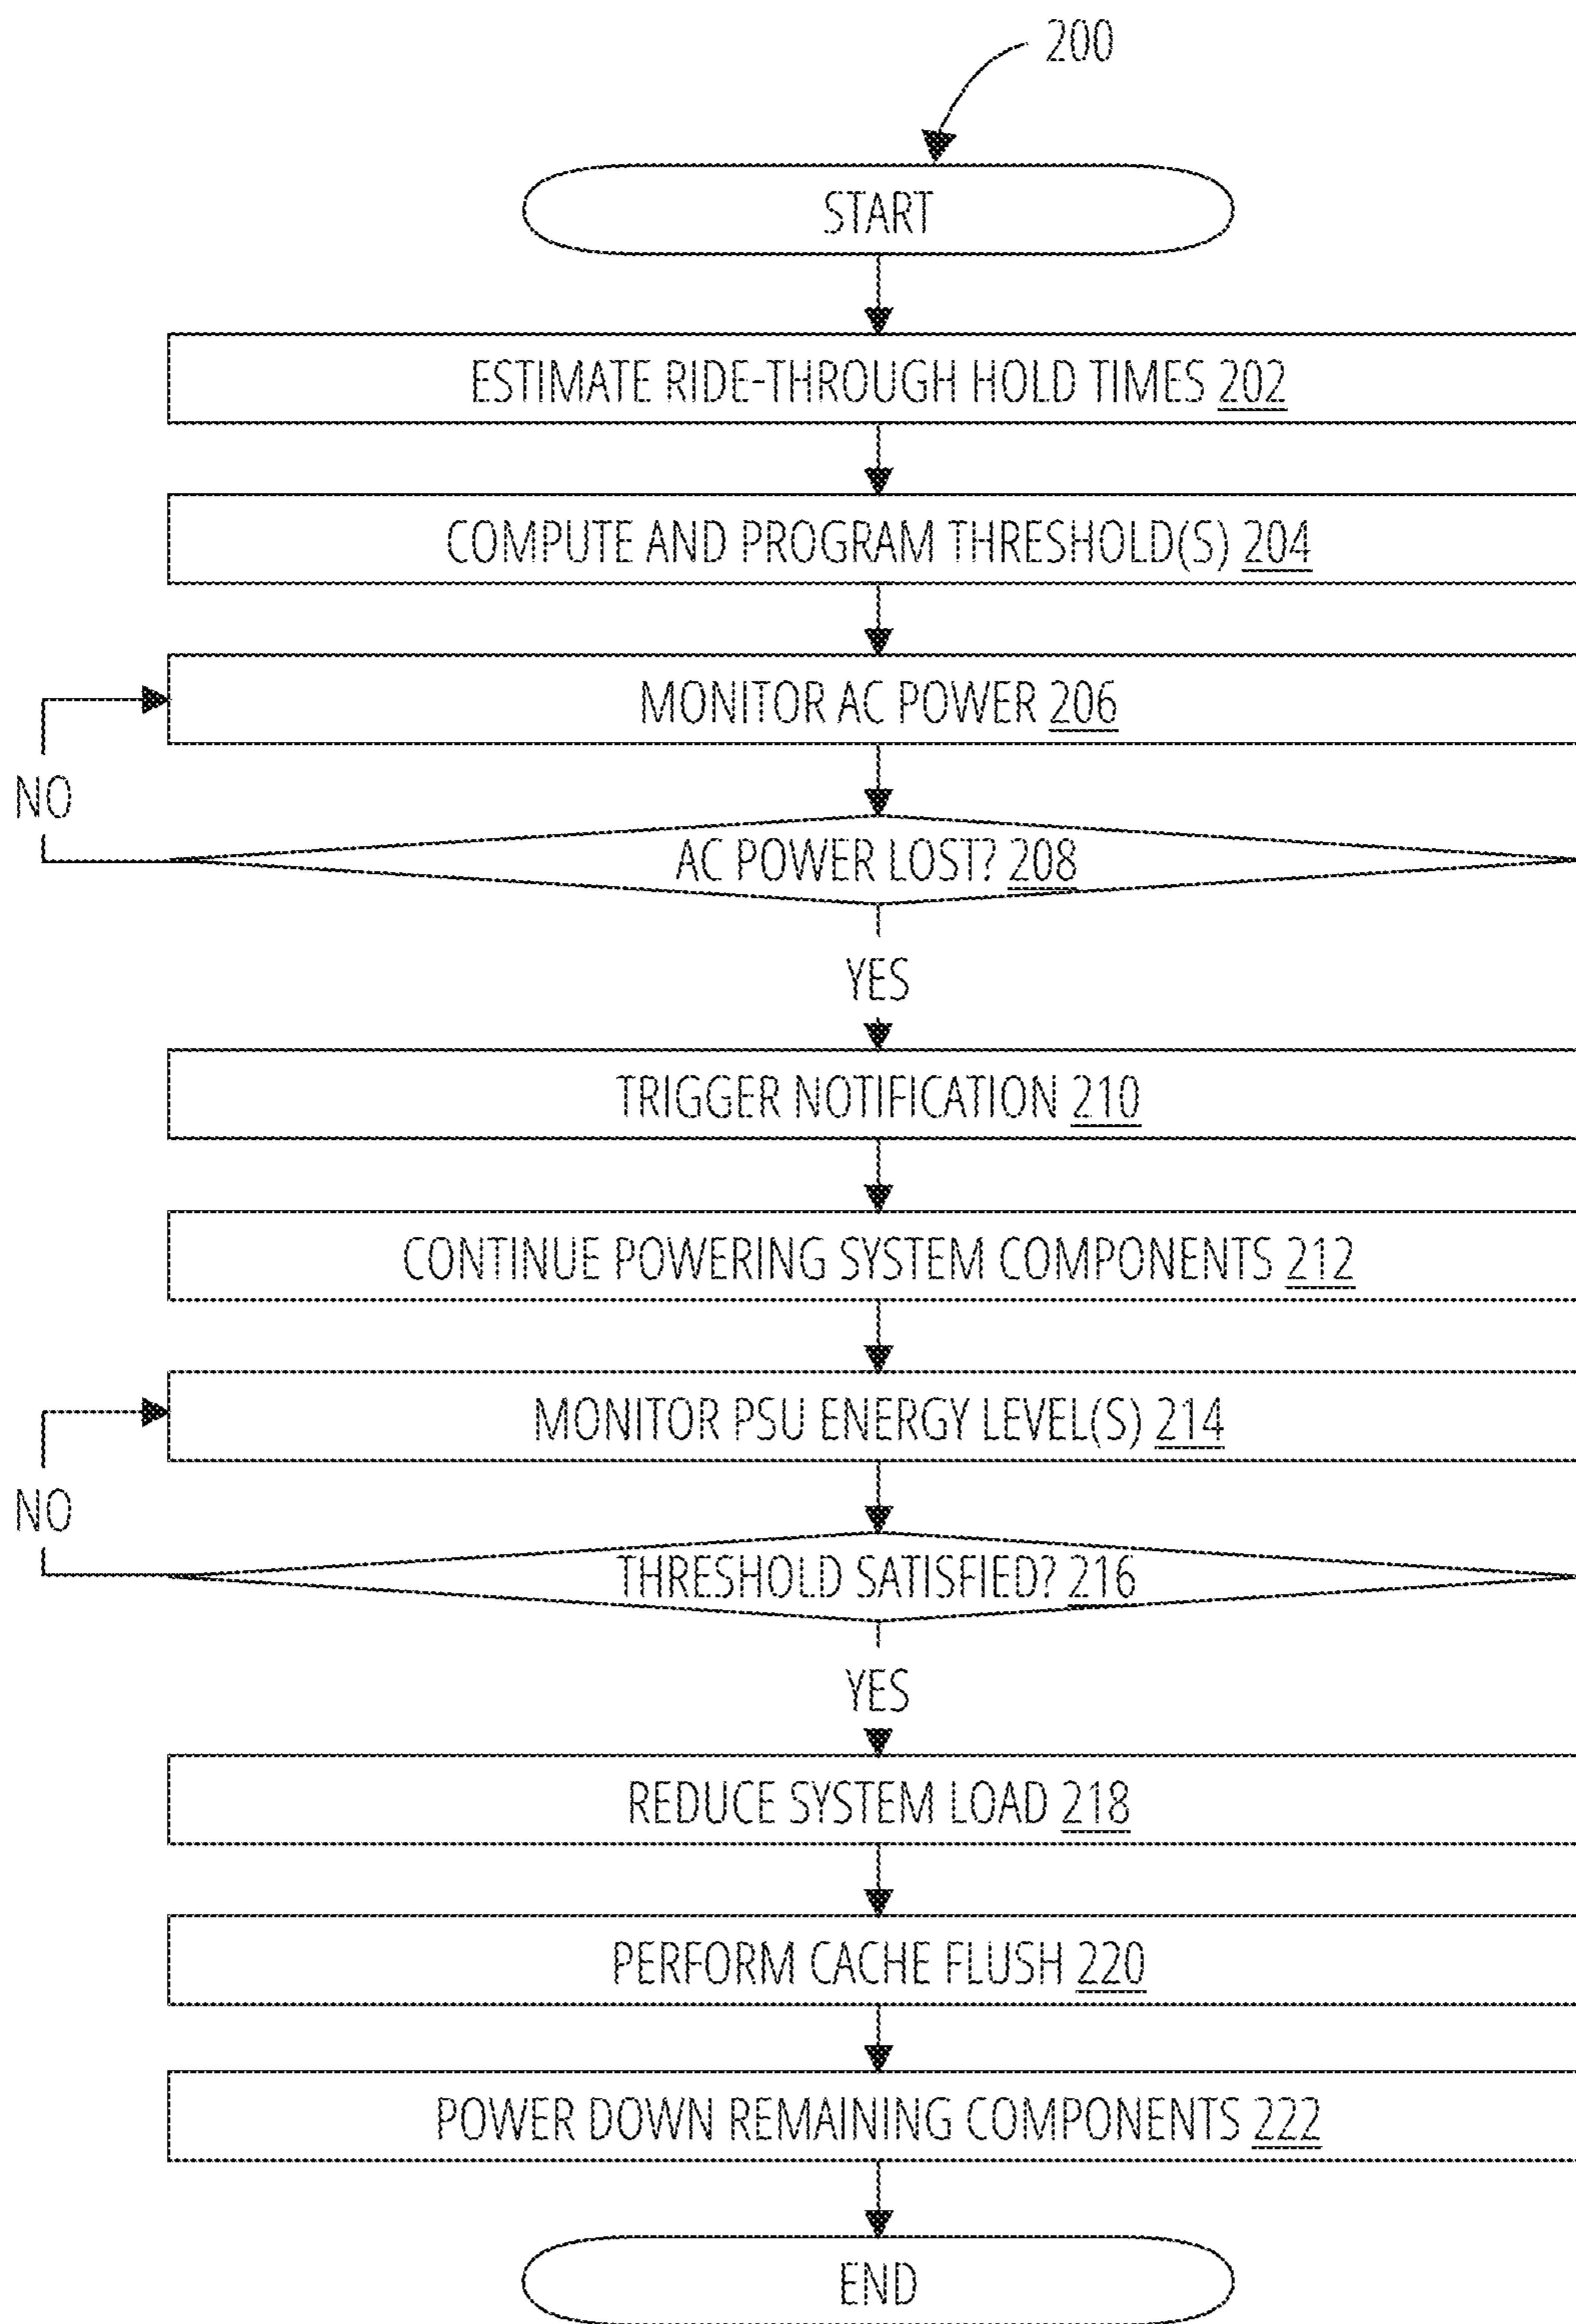 200
START
ESTIMATE RIDE-THROUGH HOLD TIMES 202
COMPUTE AND PROGRAM THRESHOLD(S) 204
MONITOR AC POWER 206
NO
AC POWER LOST? 208
YES
TRIGGER NOTIFICATION 210
CONTINUE POWERING SYSTEM COMPONENTS 212
MONITOR PSU ENERGY LEVEL(S) 214
NO
THRESHOLD SATISFIED? 216
YES
REDUCE SYSTEM LOAD 218
PERFORM CACHE FLUSH 220
POWER DOWN REMAINING COMPONENTS 222
END